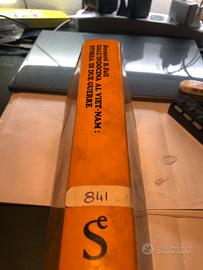 Bernard B. Fall
DALL'INDOCINA AL VIET-NAM:
STORIA DI DUE GUERRE
841
Se
subito